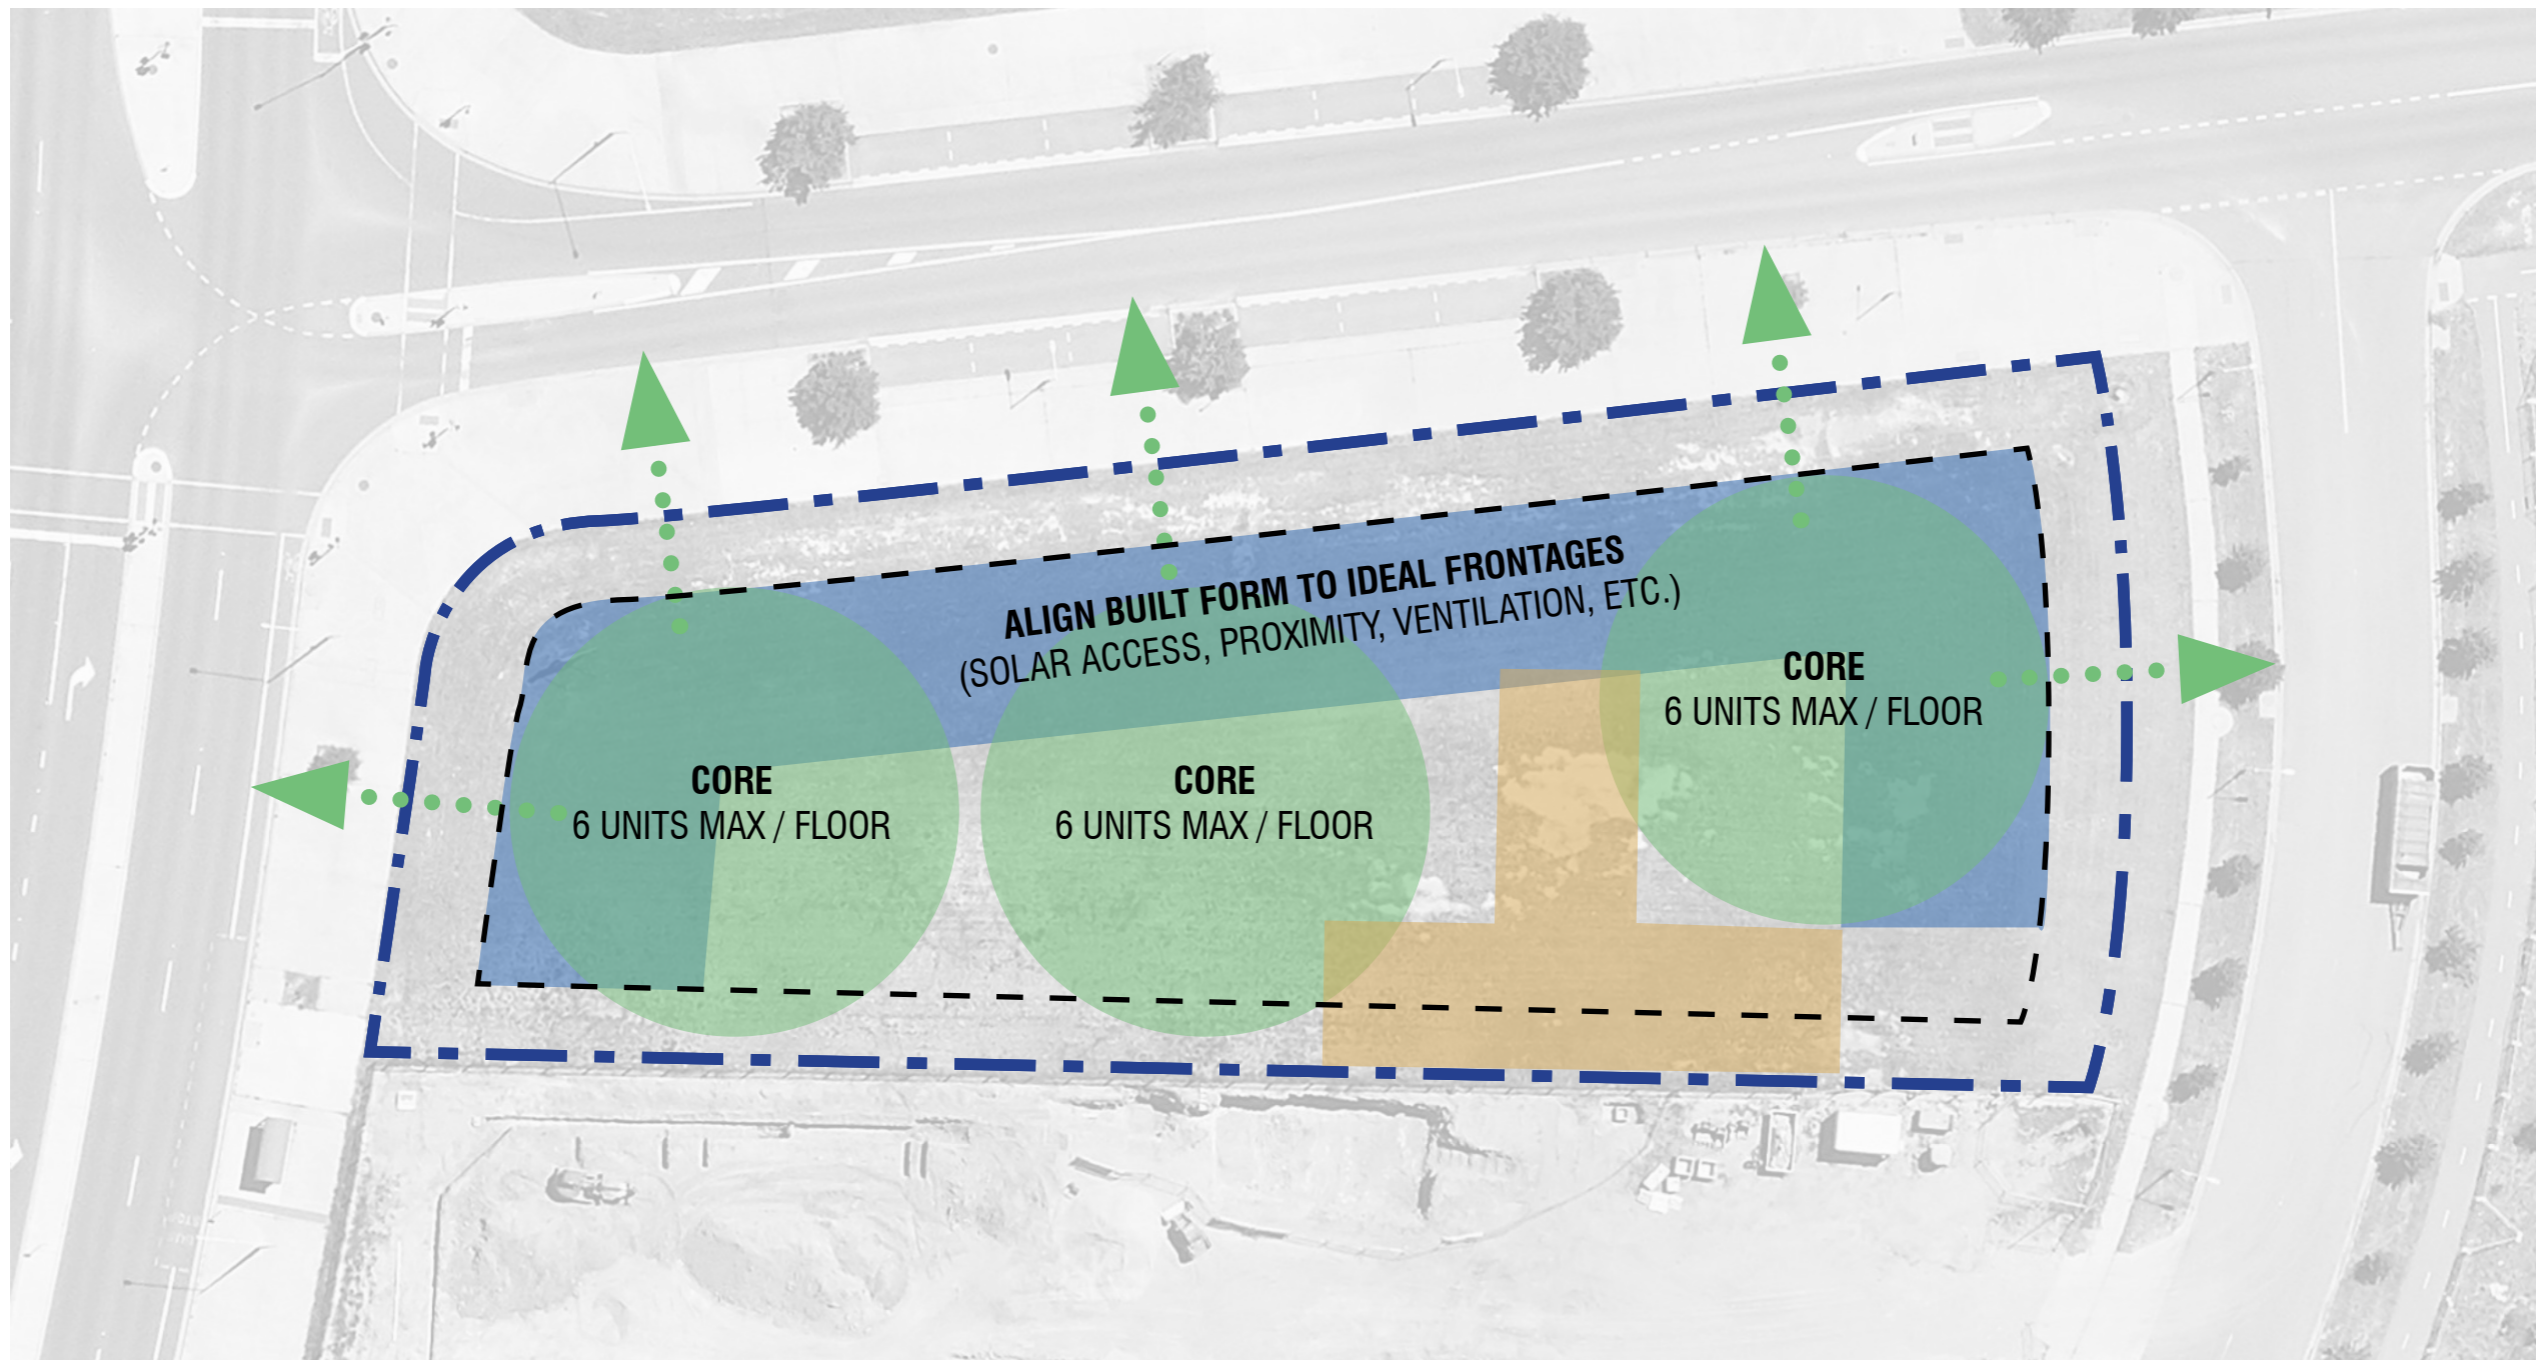 ALIGN BUILT FORM TO IDEAL FRONTAGES
(SOLAR ACCESS, PROXIMITY, VENTILATION, ETC.)
CORE
6 UNITS MAX / FLOOR
CORE
6 UNITS MAX / FLOOR
CORE
6 UNITS MAX / FLOOR